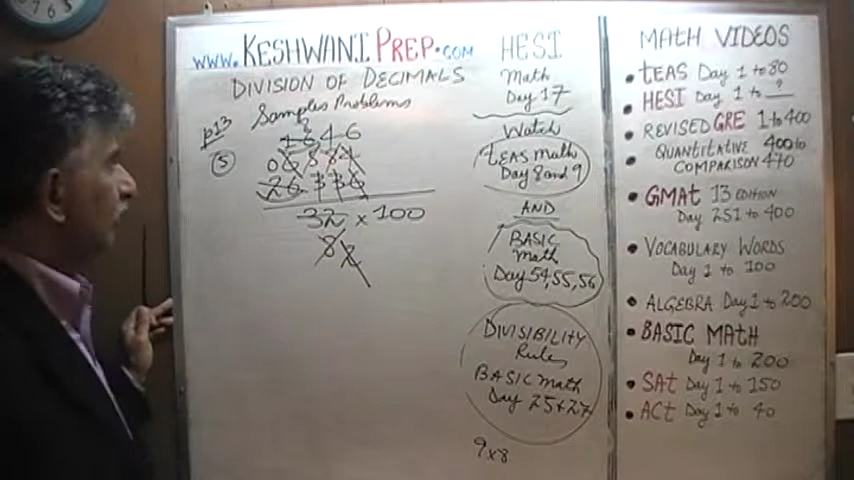 www.KESHWANI PREP.COM
DIVISION OF DECIMALS
Samples Problems
p13
5
32 x 100
HESI
Math
Day 17
Watch
TEAS Math
Day 8 and 9
AND
BASIC
Math
Day 54,55,56
DIVISIBILITY
Rules
BASIC Math
Day 25+27
9x8
MATH VIDEOS
• TEAS Day 1 to 80
• HESI Day 1 to ?
• REVISED GRE 1 to 400
• QUANTITATIVE 400 to
COMPARISON 470
• GMAT 13 EDITION
Day 251 to 400
• VOCABULARY WORDS
Day 1 to 100
• ALGEBRA Day 1 to 200
• BASIC MATH
Day 1 to 200
• SAT Day 1 to 150
• ACT Day 1 to 40